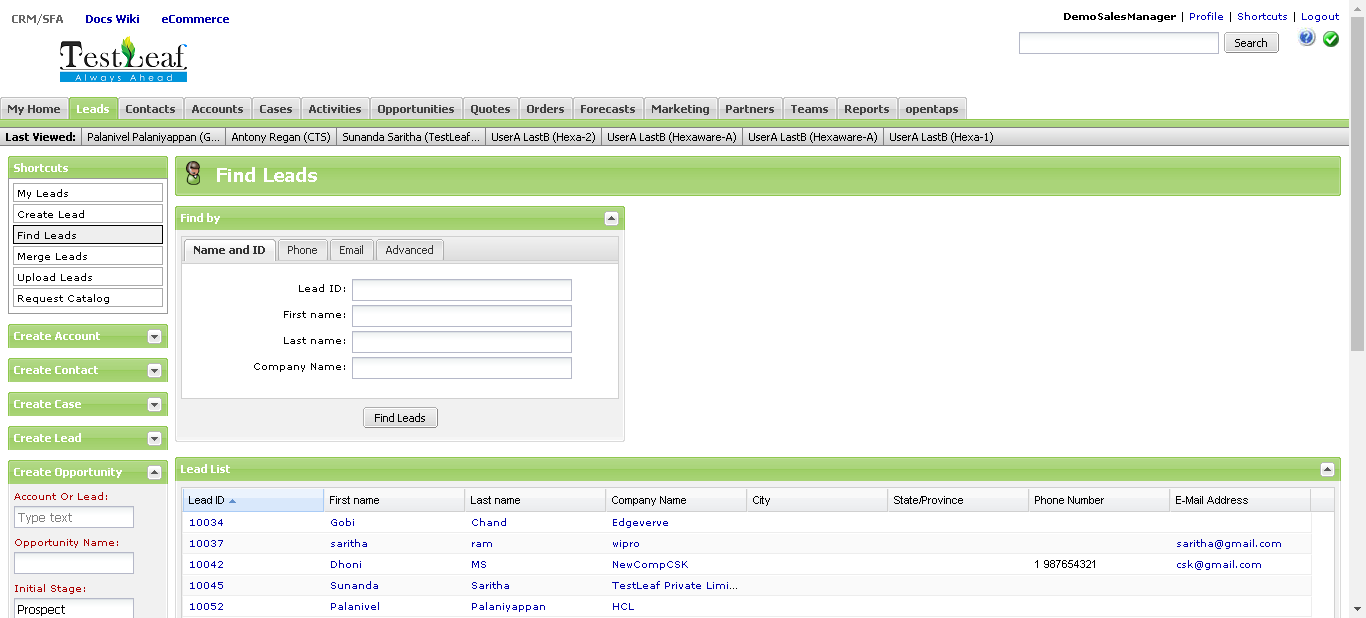 CRM/SFA Docs Wiki eCommerce
DemoSalesManager | Profile | Shortcuts | Logout
TestLeaf
Always Ahead
Search
?
My Home Leads Contacts Accounts Cases Activities Opportunities Quotes Orders Forecasts Marketing Partners Teams Reports opentaps
Last Viewed: Palanivel Palaniyappan (G... Antony Regan (CTS) Sunanda Saritha (TestLeaf... UserA LastB (Hexa-2) UserA LastB (Hexaware-A) UserA LastB (Hexaware-A) UserA LastB (Hexa-1)
Shortcuts
My Leads
Create Lead
Find Leads
Merge Leads
Upload Leads
Request Catalog
Create Account
Create Contact
Create Case
Create Lead
Create Opportunity
Account Or Lead:
Type text
Opportunity Name:
Initial Stage:
Prospect
Find Leads
Find by
Name and ID Phone Email Advanced
Lead ID:
First name:
Last name:
Company Name:
Find Leads
Lead List
Lead ID First name Last name Company Name City State/Province Phone Number E-Mail Address
10034 Gobi Chand Edgeverve
10037 saritha ram wipro saritha@gmail.com
10042 Dhoni MS NewCompCSK 1 987654321 csk@gmail.com
10045 Sunanda Saritha TestLeaf Private Limi...
10052 Palanivel Palaniyappan HCL